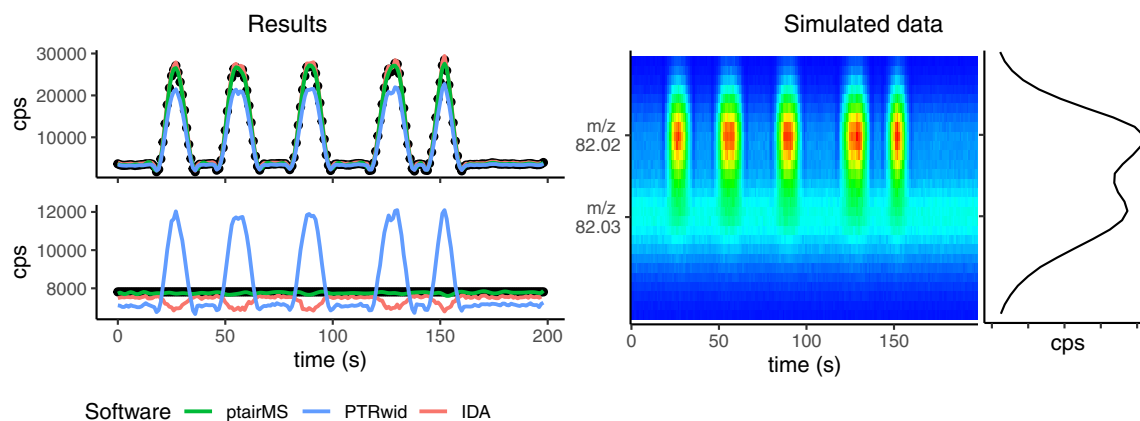 Results
30000
20000
10000
cps
12000
10000
8000
cps
0 50 100 150 200
time (s)
Software ptairMS PTRwid IDA
Simulated data
m/z
82.02
m/z
82.03
0 50 100 150
time (s)
cps